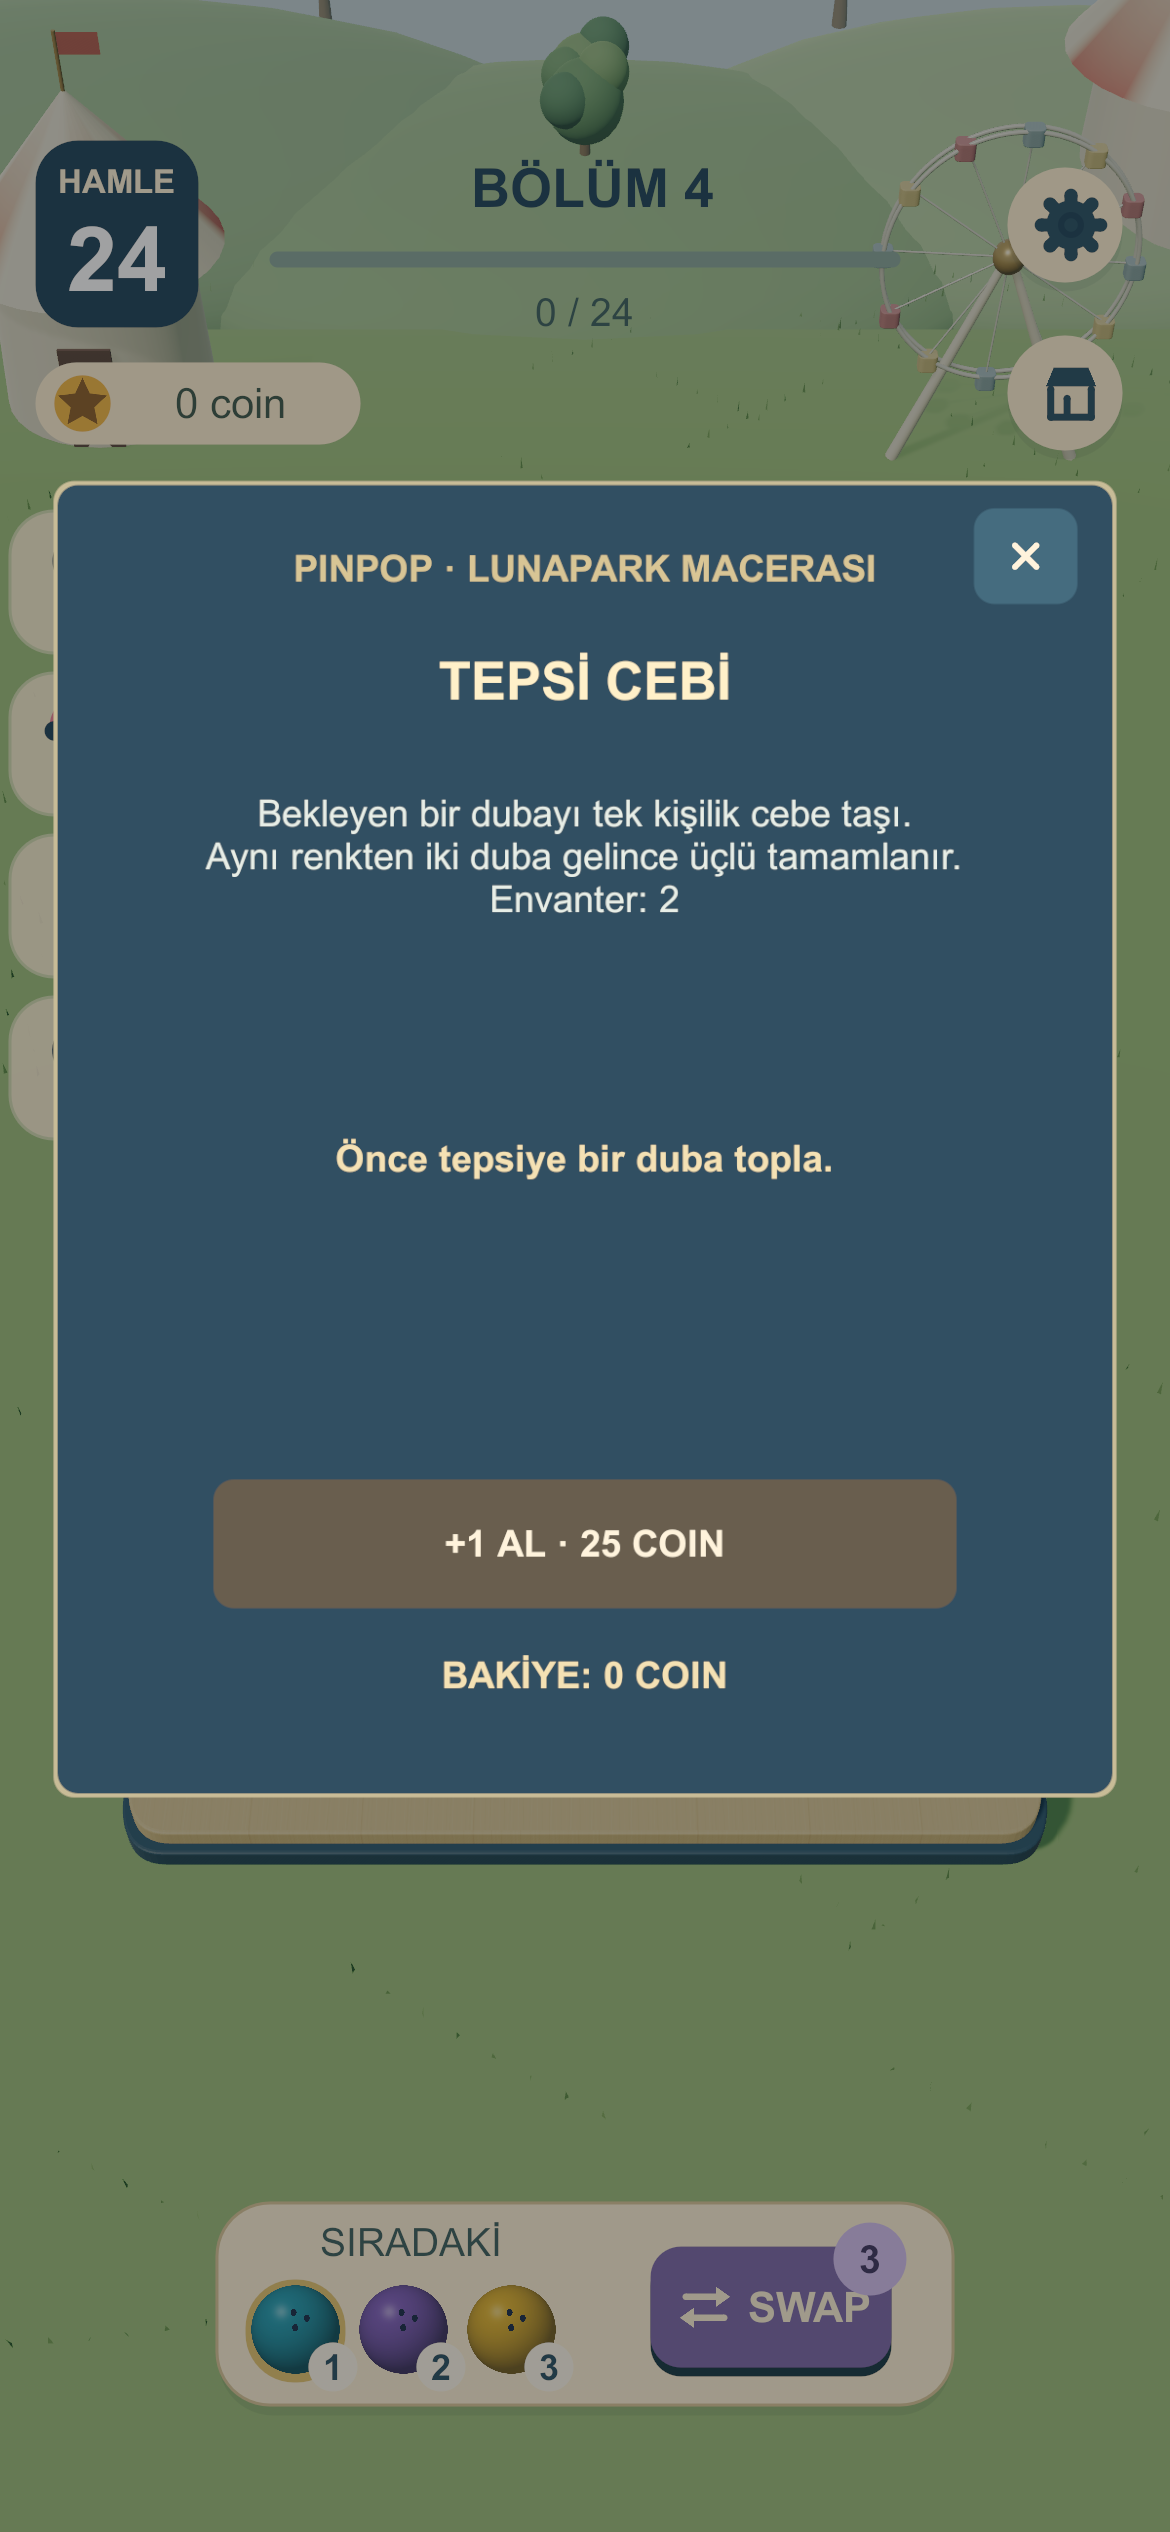 HAMLE
24
BÖLÜM 4
0 / 24
0 coin
PINPOP · LUNAPARK MACERASI
TEPSİ CEBİ
Bekleyen bir dubayı tek kişilik cebe taşı.
Aynı renkten iki duba gelince üçlü tamamlanır.
Envanter: 2
Önce tepsiye bir duba topla.
+1 AL · 25 COIN
BAKİYE: 0 COIN
SIRADAKİ
1
2
3
SWAP
3